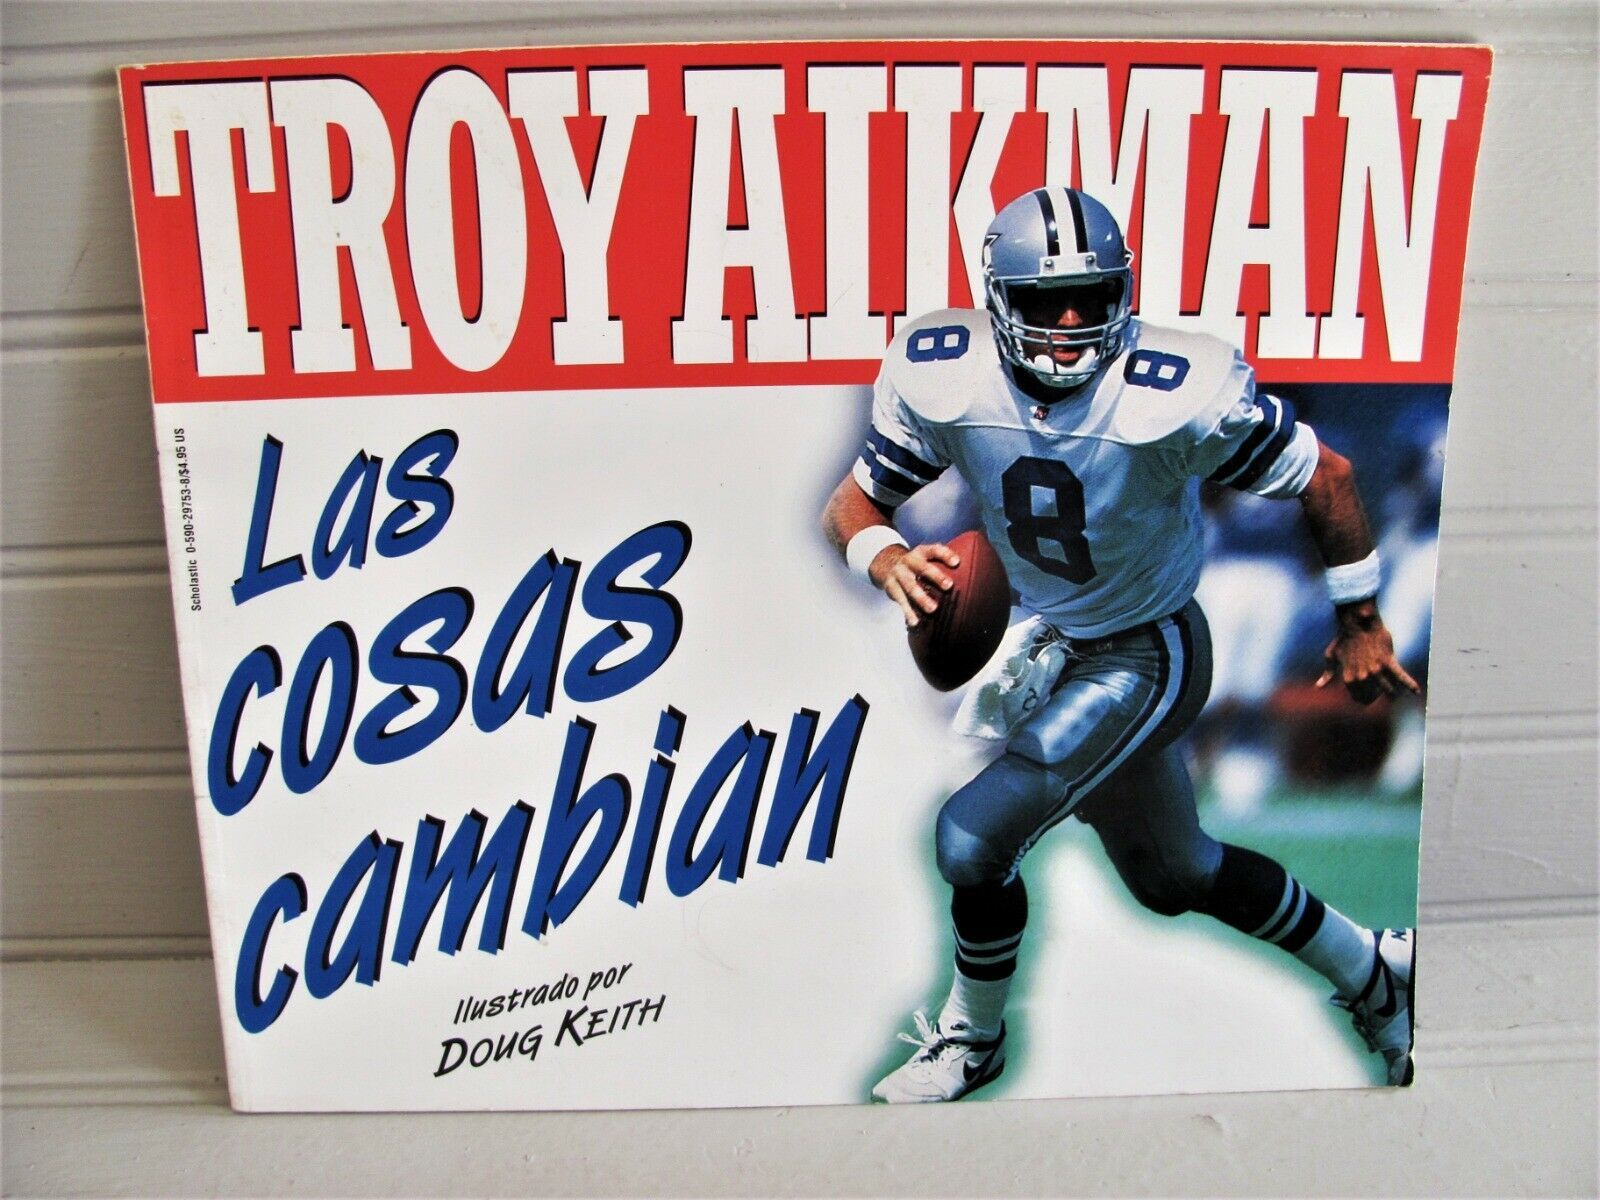 TROY AIKMAN
Scholastic 0-590-29753-8/$4.95 US
Las
cosas
cambian
Ilustrado por
DOUG KEITH
8
8
8